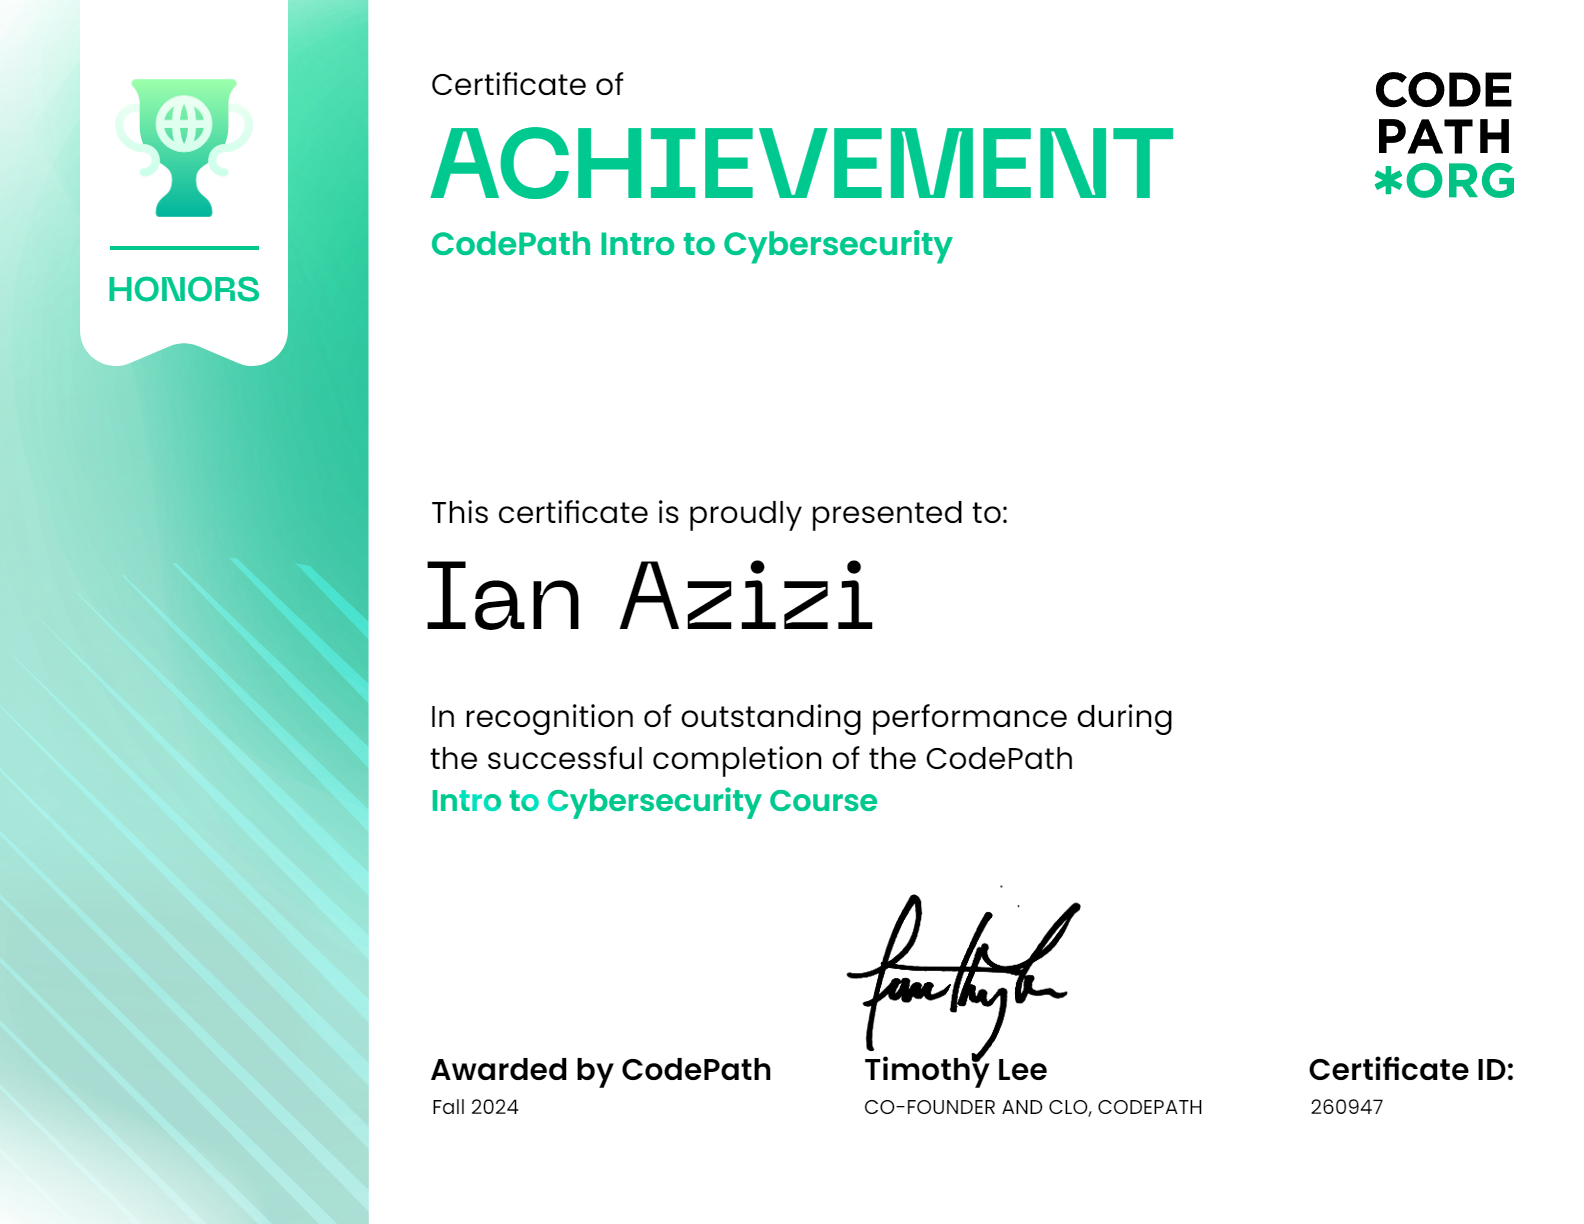 HONORS
Certificate of
ACHIEVEMENT
CodePath Intro to Cybersecurity
CODE
PATH
*ORG
This certificate is proudly presented to:
Ian Azizi
In recognition of outstanding performance during
the successful completion of the CodePath
Intro to Cybersecurity Course
Awarded by CodePath
Fall 2024
Timothy Lee
CO-FOUNDER AND CLO, CODEPATH
Certificate ID:
260947